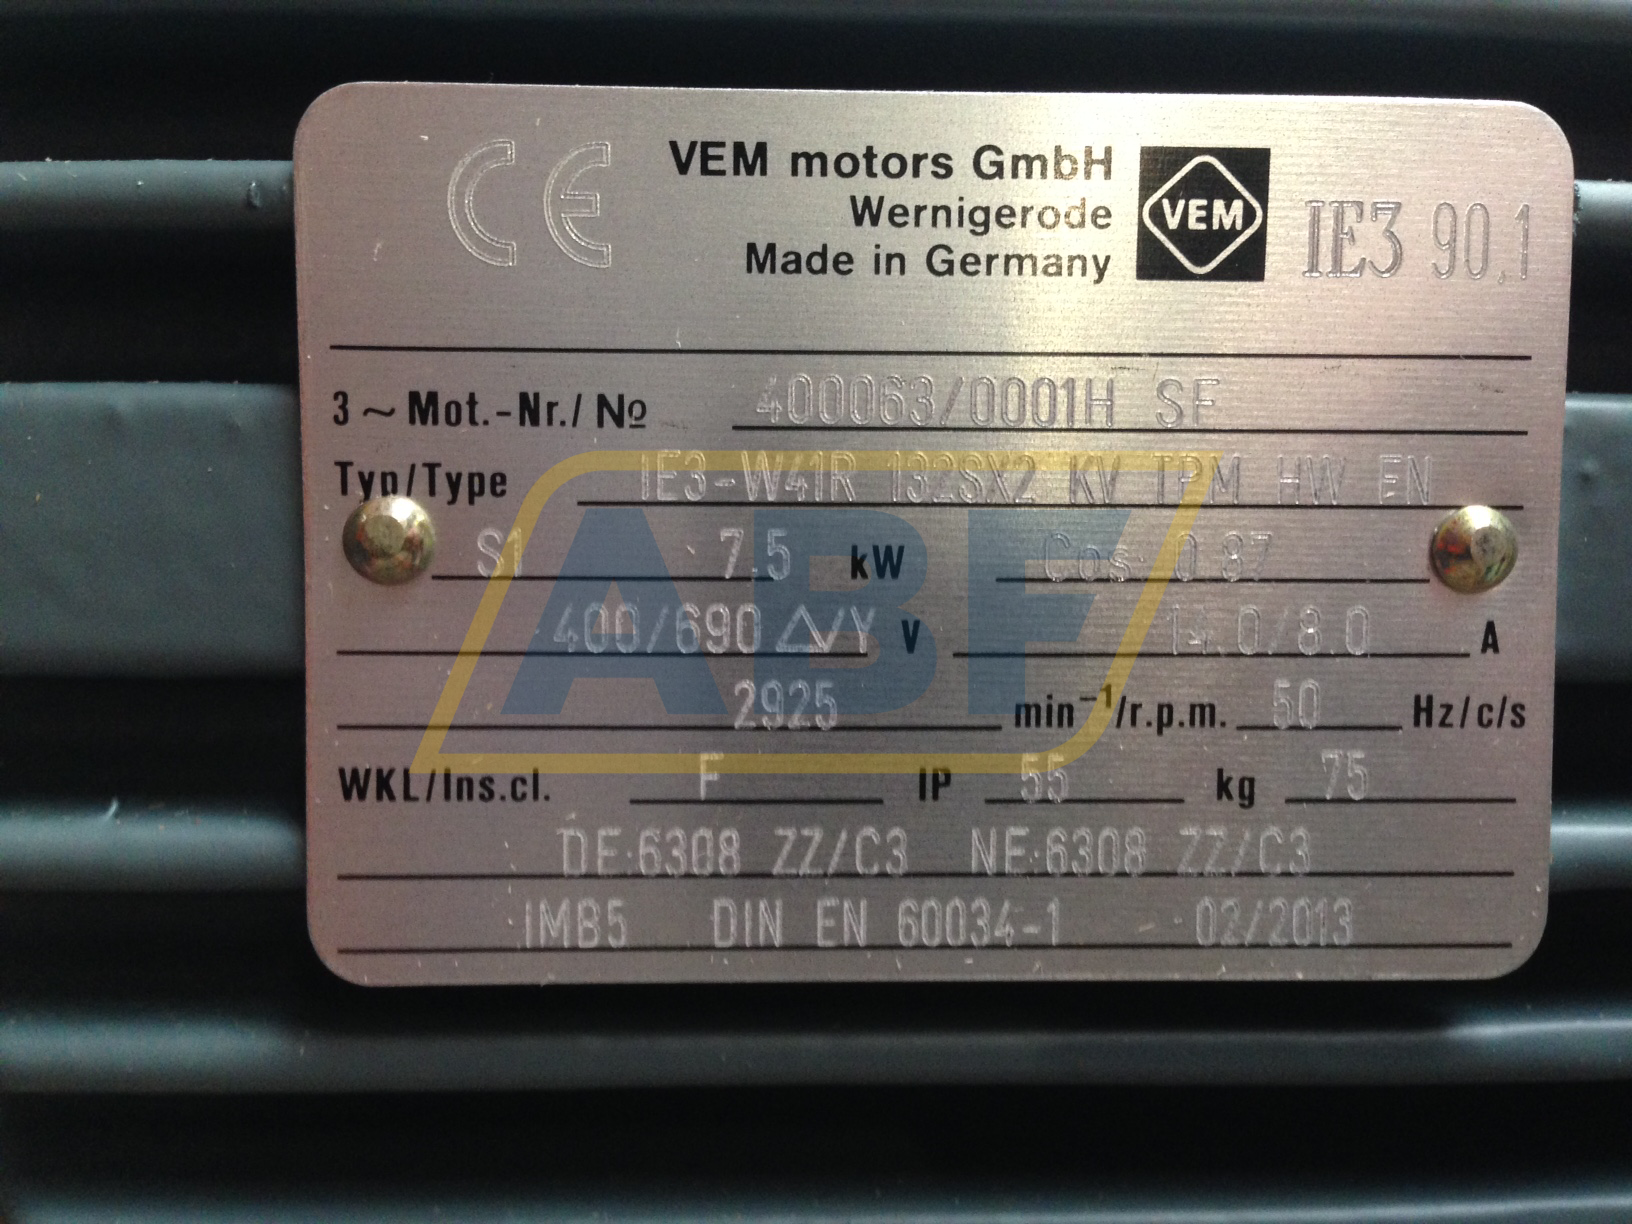 CE
VEM motors GmbH
Wernigerode
Made in Germany
VEM
IE3 90,1
3 ~ Mot.-Nr./ № 400063/0001H SF
Typ/Type IE3-W41R 132SX2 KV TPM HW EN
S1 7.5 kW Cos: 0.87
400/690 △/Y V 14.0/8.0 A
2925 min⁻¹/r.p.m. 50 Hz/c/s
WKL/Ins.cl. F IP 55 kg 75
DE:6308 ZZ/C3 NE:6308 ZZ/C3
IMB5 DIN EN 60034-1 02/2013
ABF